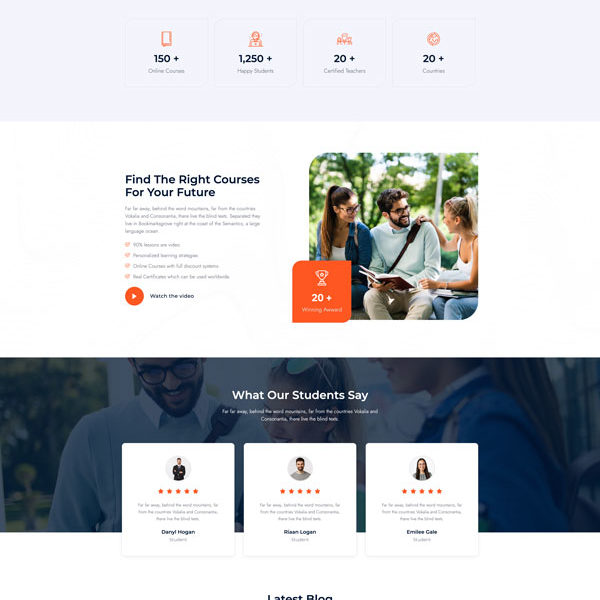 150 +
Online Courses
1,250 +
Happy Students
20 +
Certified Teachers
20 +
Countries
Find The Right Courses
For Your Future
Far far away, behind the word mountains, far from the countries
Vokalia and Consonantia, there live the blind texts. Separated they
live in Bookmarksgrove right at the coast of the Semantics, a large
language ocean
90% lessons are video
Personalized learning strategies
Online Courses with full discount systems
Real Certificates which can be used worldwide
Watch the video
20 +
Winning Award
What Our Students Say
Far far away, behind the word mountains, far from the countries Vokalia and
Consonantia, there live the blind texts.
Far far away, behind the word mountains, far
from the countries Vokalia and Consonantia,
there live the blind texts.
Danyl Hogan
Student
Far far away, behind the word mountains, far
from the countries Vokalia and Consonantia,
there live the blind texts.
Riaan Logan
Student
Far far away, behind the word mountains, far
from the countries Vokalia and Consonantia,
there live the blind texts.
Emilee Gale
Student
Latest Blog